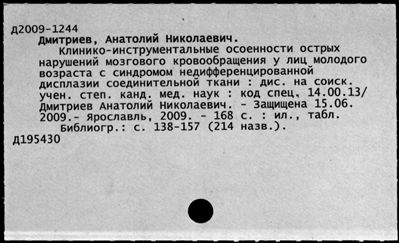 Д2009-1244
Дмитриев, Анатолий Николаевич.
Клинико-инструментальные осоенности острых
нарушений мозгового кровообращения у лиц молодого
возраста с синдромом недифференцированной
дисплазии соединительной ткани : дис. на соиск.
учен. степ. канд. мед. наук : код спец. 14.00.13/
Дмитриев Анатолий Николаевич. - Защищена 15.06.
2009.- Ярославль, 2009. - 168 с. : ил., табл.
Библиогр.: с. 138-157 (214 назв.).
Д195430